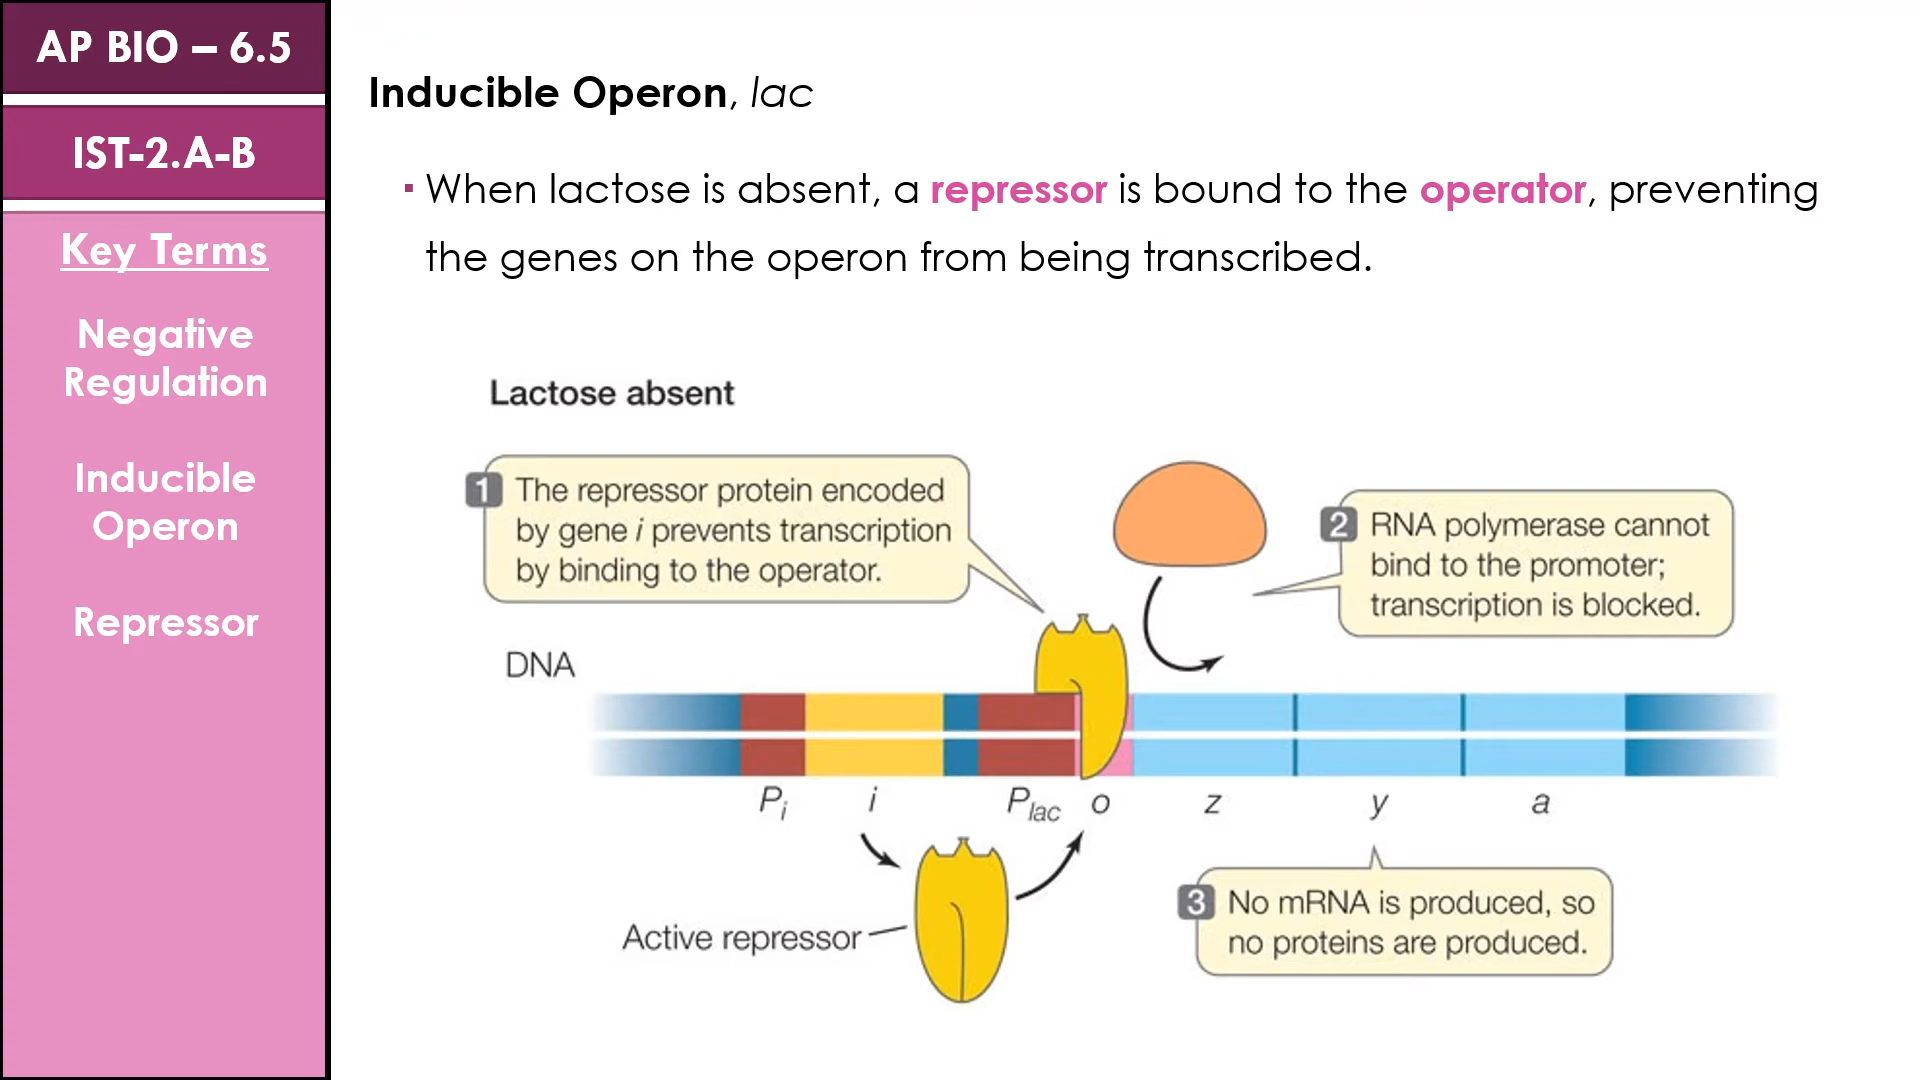 AP BIO – 6.5
IST-2.A-B
Key Terms
Negative
Regulation
Inducible
Operon
Repressor
Inducible Operon, lac
▪ When lactose is absent, a repressor is bound to the operator, preventing
the genes on the operon from being transcribed.
Lactose absent
1 The repressor protein encoded
by gene i prevents transcription
by binding to the operator.
2 RNA polymerase cannot
bind to the promoter;
transcription is blocked.
DNA
Pi i Plac o z y a
Active repressor
3 No mRNA is produced, so
no proteins are produced.